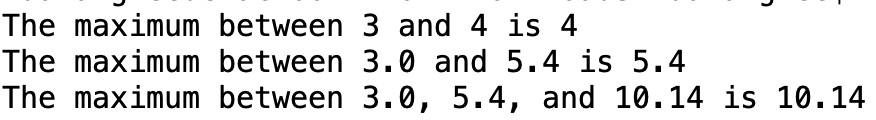 The maximum between 3 and 4 is 4
The maximum between 3.0 and 5.4 is 5.4
The maximum between 3.0, 5.4, and 10.14 is 10.14